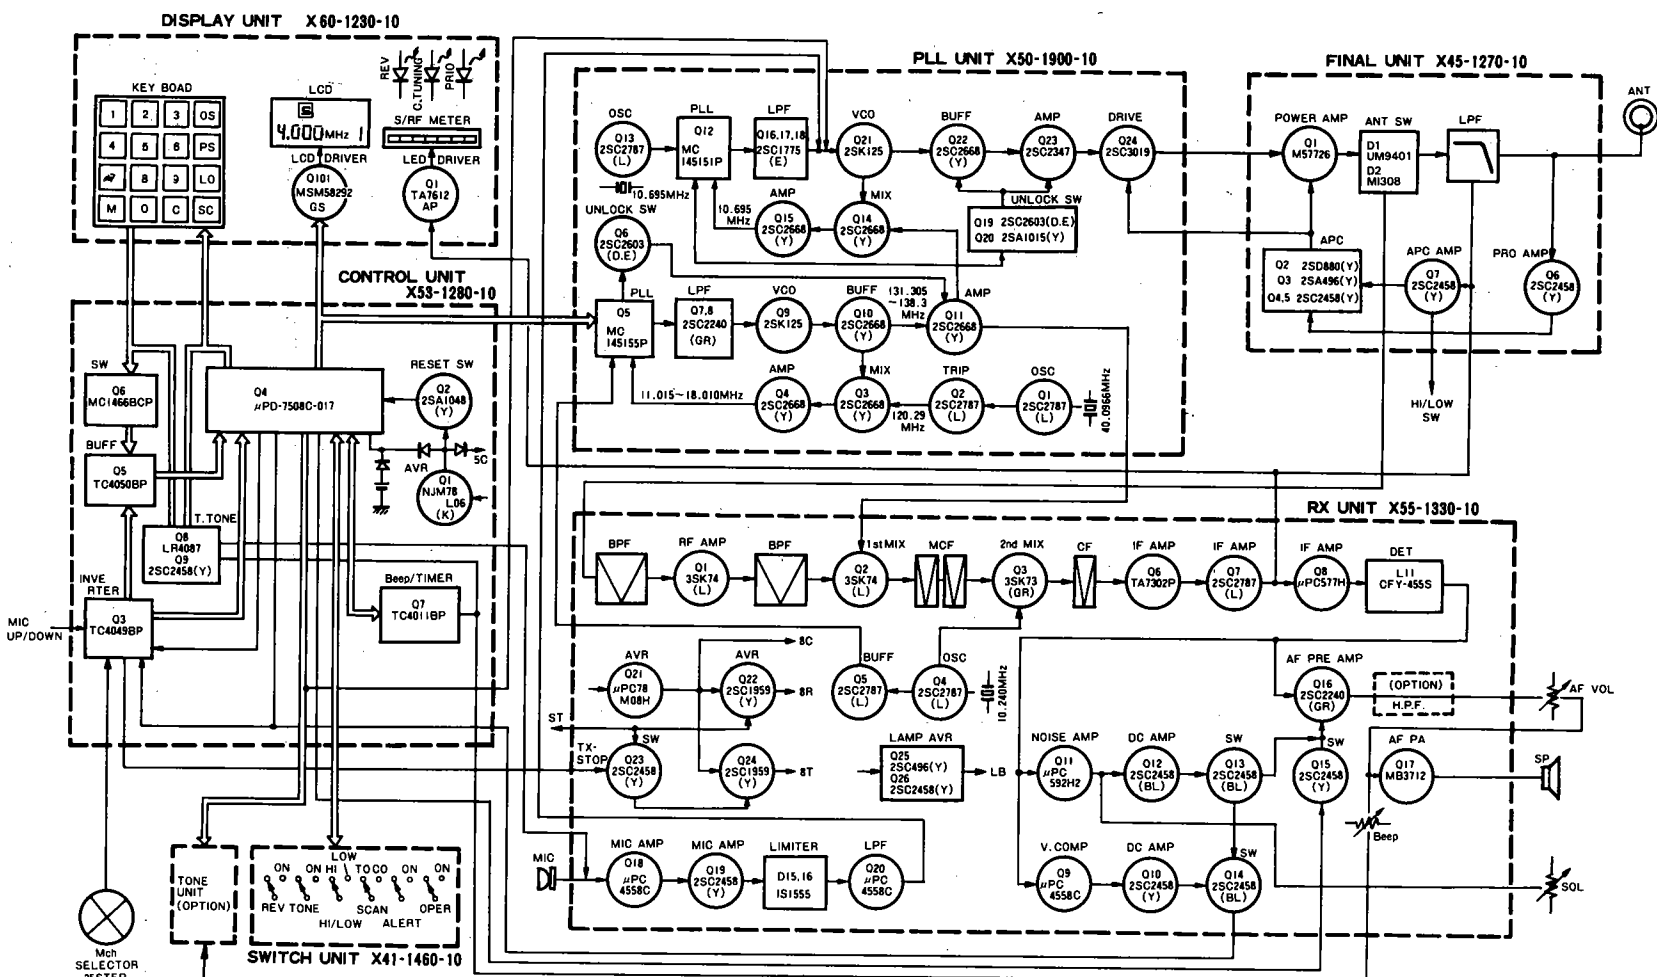 DISPLAY UNIT X60-1230-10
KEY BOAD
1 2 3 OS
4 5 6 PS
8 9 LO
M 0 C SC
LCD
S
4.000MHz 1
LCD DRIVER
Q101
MSM58292
GS
REV
C.TUNING
PRIO
S/RF METER
LED DRIVER
Q1
TA7612
AP
CONTROL UNIT
X53-1280-10
SW
Q6
MC1466BCP
BUFF
Q5
TC4050BP
Q4
μPD-7508C-017
RESET SW
Q2
2SA1048
(Y)
5C
AVR
Q1
NJM78
L06
(K)
T.TONE
Q8
LR4087
Q9
2SC2458(Y)
INVE
RTER
Q3
TC4049BP
MIC
UP/DOWN
Beep/TIMER
Q7
TC4011BP
Mch
SELECTOR
TONE
UNIT
(OPTION)
LOW
ON ON HI TO CO ON ON
REV TONE SCAN OPER
HI/LOW ALERT
SWITCH UNIT X41-1460-10
PLL UNIT X50-1900-10
OSC
Q13
2SC2787
(L)
10.695MHz
PLL
Q12
MC
145151P
LPF
Q16,17,18
2SC1775
(E)
VCO
Q21
2SK125
BUFF
Q22
2SC2668
(Y)
AMP
Q23
2SC2347
DRIVE
Q24
2SC3019
UNLOCK SW
Q6
2SC2603
(D.E)
10.695
MHz
AMP
Q15
2SC2668
(Y)
MIX
Q14
2SC2668
(Y)
UNLOCK SW
Q19 2SC2603(D.E)
Q20 2SA1015(Y)
PLL
Q5
MC
145155P
LPF
Q7,8
2SC2240
(GR)
VCO
Q9
2SK125
BUFF
Q10
2SC2668
(Y)
131.305
~138.3
MHz
AMP
Q11
2SC2668
(Y)
11.015~18.010MHz
AMP
Q4
2SC2668
(Y)
MIX
Q3
2SC2668
(Y)
120.29
MHz
TRIP
Q2
2SC2787
(L)
OSC
Q1
2SC2787
(L)
40.0966MHz
FINAL UNIT X45-1270-10
POWER AMP
Q1
M57726
ANT SW
D1
UM9401
D2
MI308
LPF
ANT
APC
Q2 2SD880(Y)
Q3 2SA496(Y)
Q4,5 2SC2458(Y)
APC AMP
Q7
2SC2458
(Y)
PRO AMP
Q6
2SC2458
(Y)
HI/LOW
SW
RX UNIT X55-1330-10
BPF
RF AMP
Q1
3SK74
(L)
BPF
1st MIX
Q2
3SK74
(L)
MCF
2nd MIX
Q3
3SK73
(GR)
CF
IF AMP
Q6
TA7302P
IF AMP
Q7
2SC2787
(L)
IF AMP
Q8
μPC577H
DET
L11
CFY-455S
AVR
Q21
μPC78
M08H
8C
AVR
Q22
2SC1959
(Y)
8R
ST
TX-
STOP
SW
Q23
2SC2458
(Y)
Q24
2SC1959
(Y)
8T
BUFF
Q5
2SC2787
(L)
OSC
Q4
2SC2787
(L)
10.240MHz
LAMP AVR
Q25
2SC496(Y)
Q26
2SC2458(Y)
LB
AF PRE AMP
Q16
2SC2240
(GR)
(OPTION)
H.P.F.
AF VOL
NOISE AMP
Q11
μPC
592H2
DC AMP
Q12
2SC2458
(BL)
SW
Q13
2SC2458
(BL)
SW
Q15
2SC2458
(Y)
AF PA
Q17
MB3712
SP
Beep
MIC
MIC AMP
Q18
μPC
4558C
MIC AMP
Q19
2SC2458
(Y)
LIMITER
D15,16
IS1555
LPF
Q20
μPC
4558C
V.COMP
Q9
μPC
4558C
DC AMP
Q10
2SC2458
(Y)
SW
Q14
2SC2458
(BL)
SQL